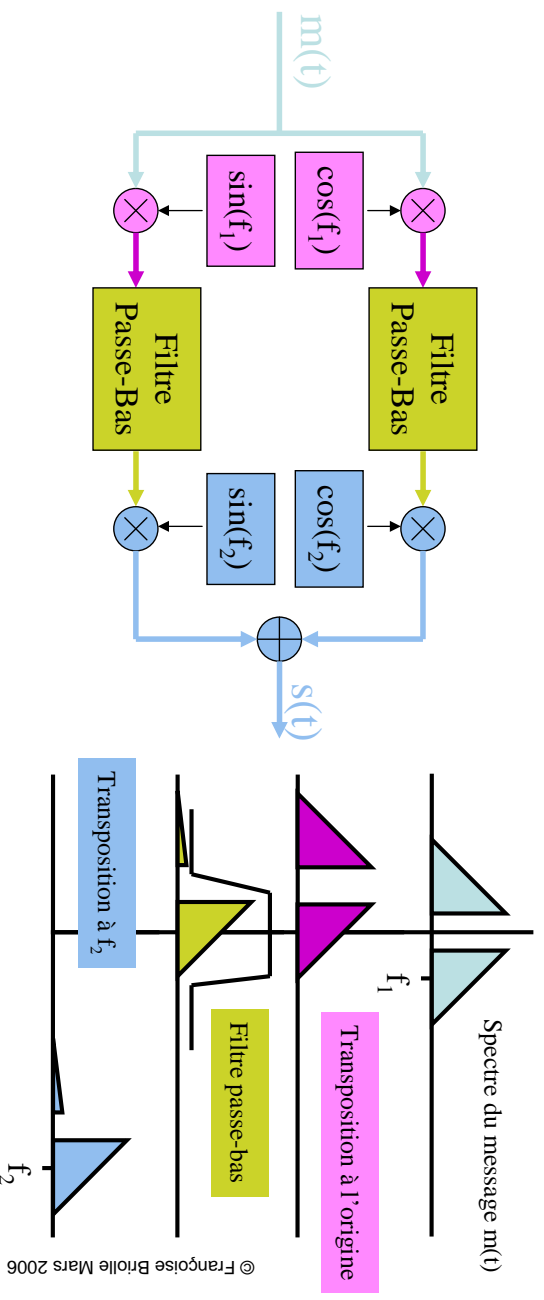 m(t)
cos(f₁)
sin(f₁)
Filtre
Passe-Bas
Filtre
Passe-Bas
cos(f₂)
sin(f₂)
s(t)
Spectre du message m(t)
f₁
Transposition à l'origine
Filtre passe-bas
Transposition à f₂
f₂
© Françoise Briolle Mars 2006